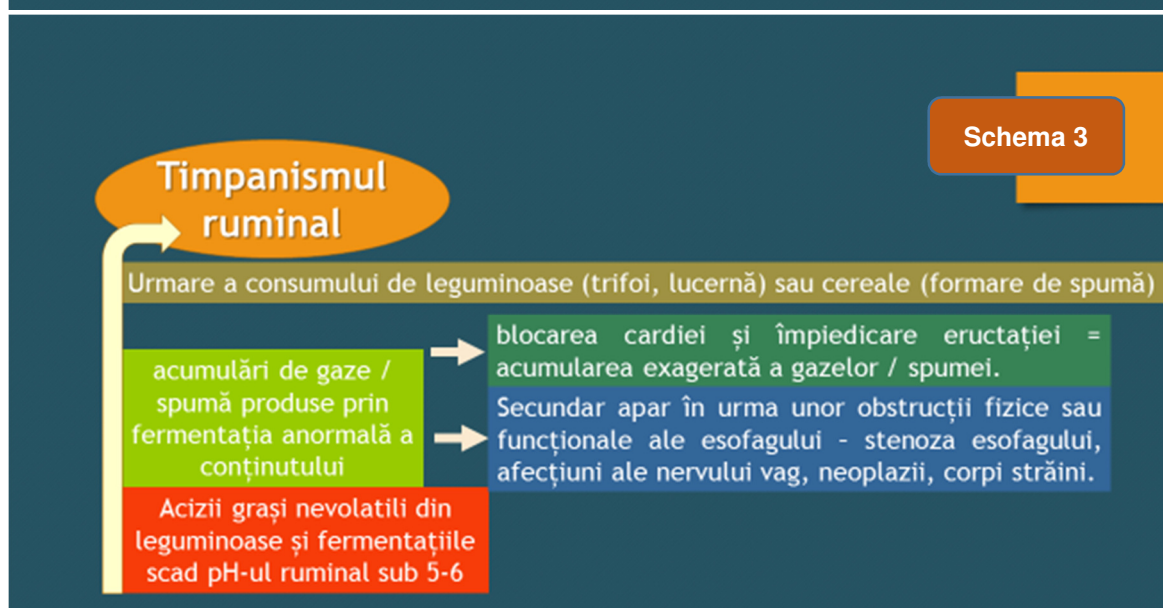 Schema 3
Timpanismul
ruminal
Urmare a consumului de leguminoase (trifoi, lucernă) sau cereale (formare de spumă)
acumulări de gaze /
spumă produse prin
fermentația anormală a
conținutului
blocarea cardiei și împiedicare eructației =
acumularea exagerată a gazelor / spumei.
Secundar apar în urma unor obstrucții fizice sau
funcționale ale esofagului - stenoza esofagului,
afecțiuni ale nervului vag, neoplazii, corpi străini.
Acizii grași nevolatili din
leguminoase și fermentațiile
scad pH-ul ruminal sub 5-6